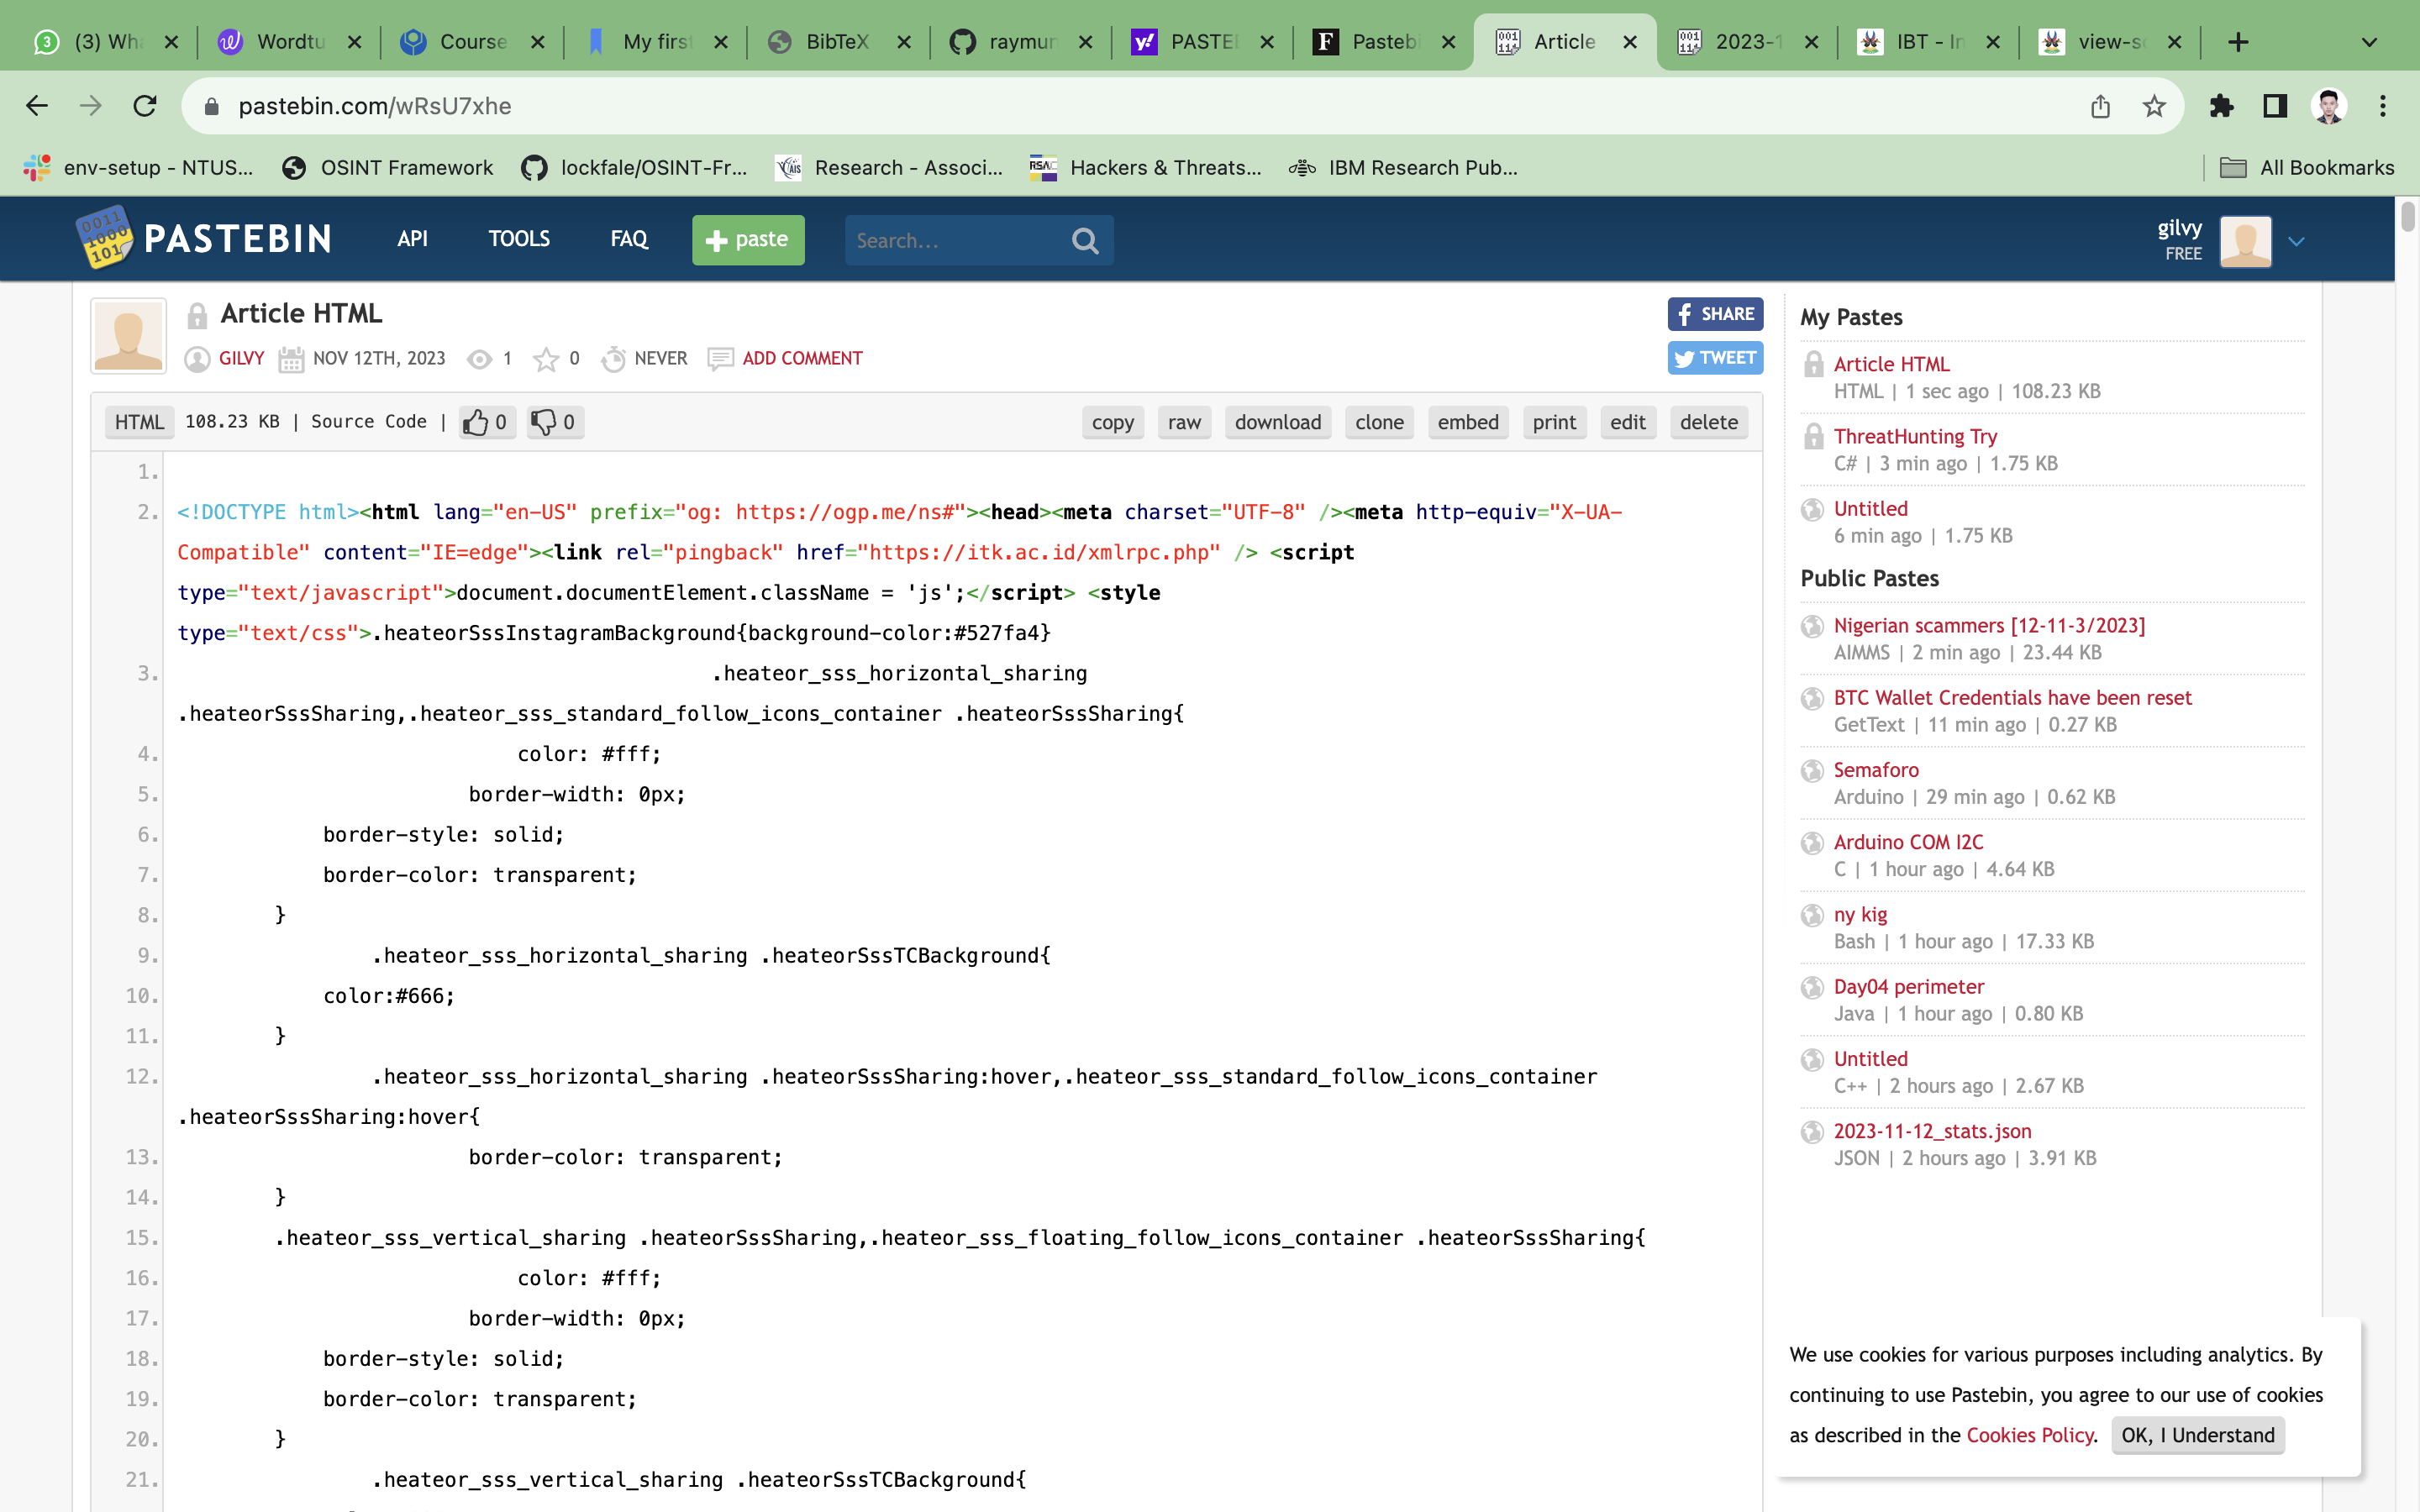 (3) Wh
Wordtu
Course
My first
BibTeX
raymun
PASTE
Pasteb
Article
2023-1
IBT - In
view-so
pastebin.com/wRsU7xhe
env-setup - NTUS...
OSINT Framework
lockfale/OSINT-Fr...
Research - Associ...
Hackers & Threats...
IBM Research Pub...
All Bookmarks
PASTEBIN
API
TOOLS
FAQ
paste
Search...
gilvy
FREE
Article HTML
GILVY NOV 12TH, 2023 1 0 NEVER ADD COMMENT
SHARE
TWEET
HTML 108.23 KB | Source Code | 0 0
copy raw download clone embed print edit delete
1.
2. <!DOCTYPE html><html lang="en-US" prefix="og: https://ogp.me/ns#"><head><meta charset="UTF-8" /><meta http-equiv="X-UA-
Compatible" content="IE=edge"><link rel="pingback" href="https://itk.ac.id/xmlrpc.php" /> <script
type="text/javascript">document.documentElement.className = 'js';</script> <style
type="text/css">.heateorSssInstagramBackground{background-color:#527fa4}
3. .heateor_sss_horizontal_sharing
.heateorSssSharing,.heateor_sss_standard_follow_icons_container .heateorSssSharing{
4. color: #fff;
5. border-width: 0px;
6. border-style: solid;
7. border-color: transparent;
8. }
9. .heateor_sss_horizontal_sharing .heateorSssTCBackground{
10. color:#666;
11. }
12. .heateor_sss_horizontal_sharing .heateorSssSharing:hover,.heateor_sss_standard_follow_icons_container
.heateorSssSharing:hover{
13. border-color: transparent;
14. }
15. .heateor_sss_vertical_sharing .heateorSssSharing,.heateor_sss_floating_follow_icons_container .heateorSssSharing{
16. color: #fff;
17. border-width: 0px;
18. border-style: solid;
19. border-color: transparent;
20. }
21. .heateor_sss_vertical_sharing .heateorSssTCBackground{
My Pastes
Article HTML
HTML | 1 sec ago | 108.23 KB
ThreatHunting Try
C# | 3 min ago | 1.75 KB
Untitled
6 min ago | 1.75 KB
Public Pastes
Nigerian scammers [12-11-3/2023]
AIMMS | 2 min ago | 23.44 KB
BTC Wallet Credentials have been reset
GetText | 11 min ago | 0.27 KB
Semaforo
Arduino | 29 min ago | 0.62 KB
Arduino COM I2C
C | 1 hour ago | 4.64 KB
ny kig
Bash | 1 hour ago | 17.33 KB
Day04 perimeter
Java | 1 hour ago | 0.80 KB
Untitled
C++ | 2 hours ago | 2.67 KB
2023-11-12_stats.json
JSON | 2 hours ago | 3.91 KB
We use cookies for various purposes including analytics. By
continuing to use Pastebin, you agree to our use of cookies
as described in the Cookies Policy. OK, I Understand